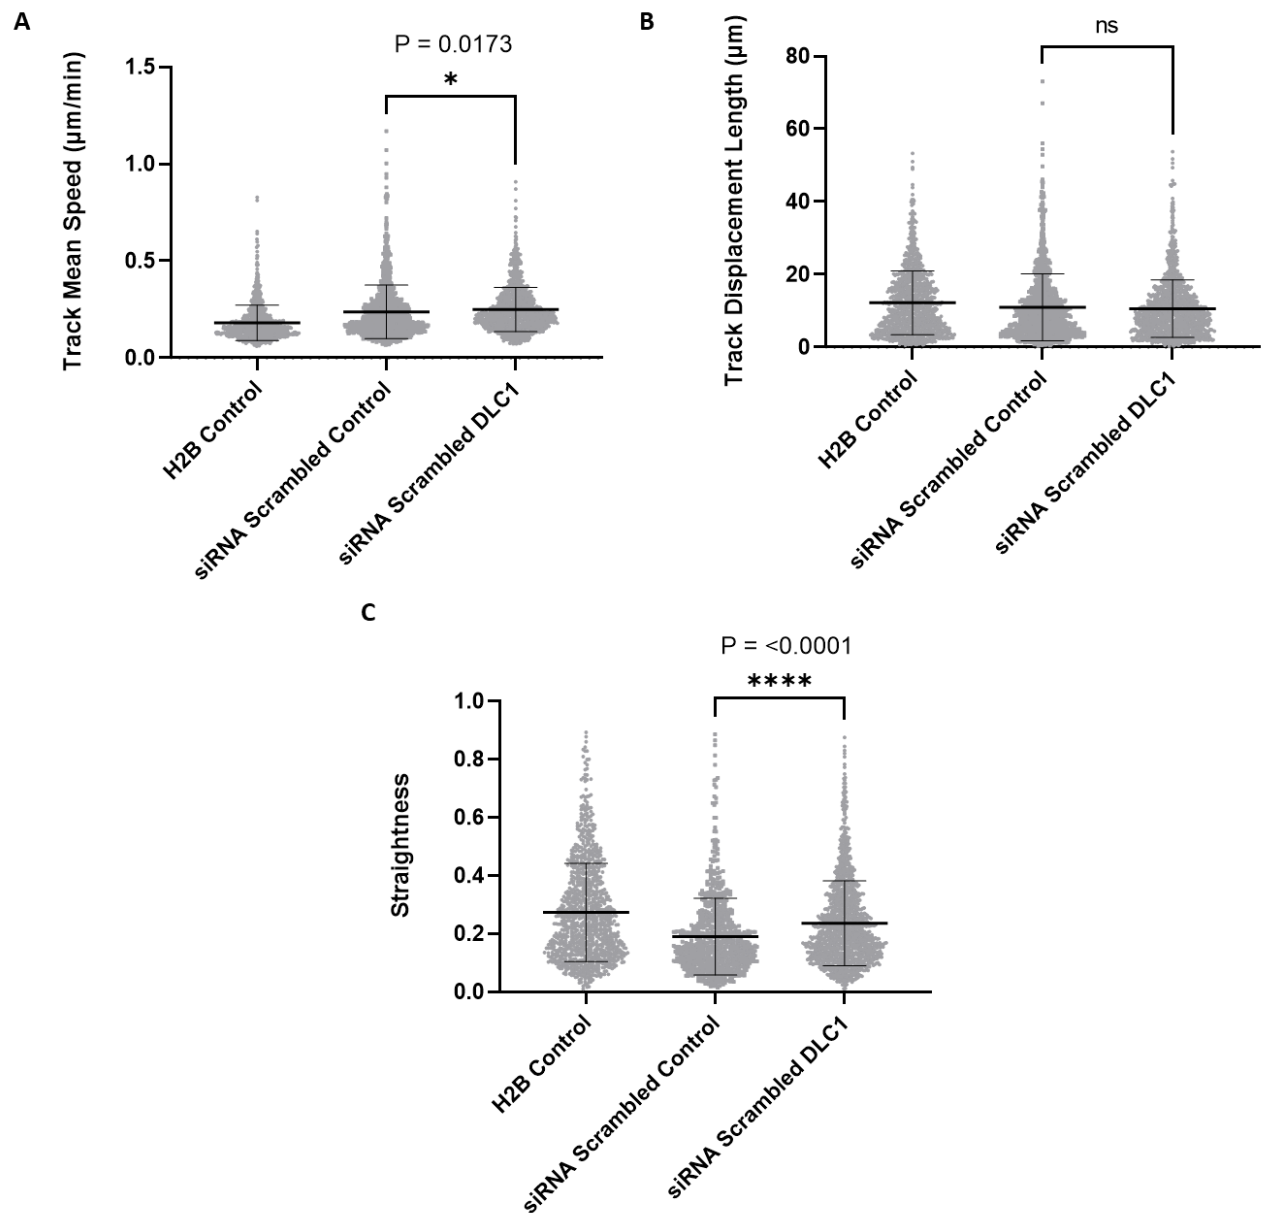 A
P = 0.0173
*
Track Mean Speed (µm/min)
1.5
1.0
0.5
0.0
H2B Control
siRNA Scrambled Control
siRNA Scrambled DLC1
B
ns
Track Displacement Length (µm)
80
60
40
20
0
H2B Control
siRNA Scrambled Control
siRNA Scrambled DLC1
C
P = <0.0001
****
Straightness
1.0
0.8
0.6
0.4
0.2
0.0
H2B Control
siRNA Scrambled Control
siRNA Scrambled DLC1